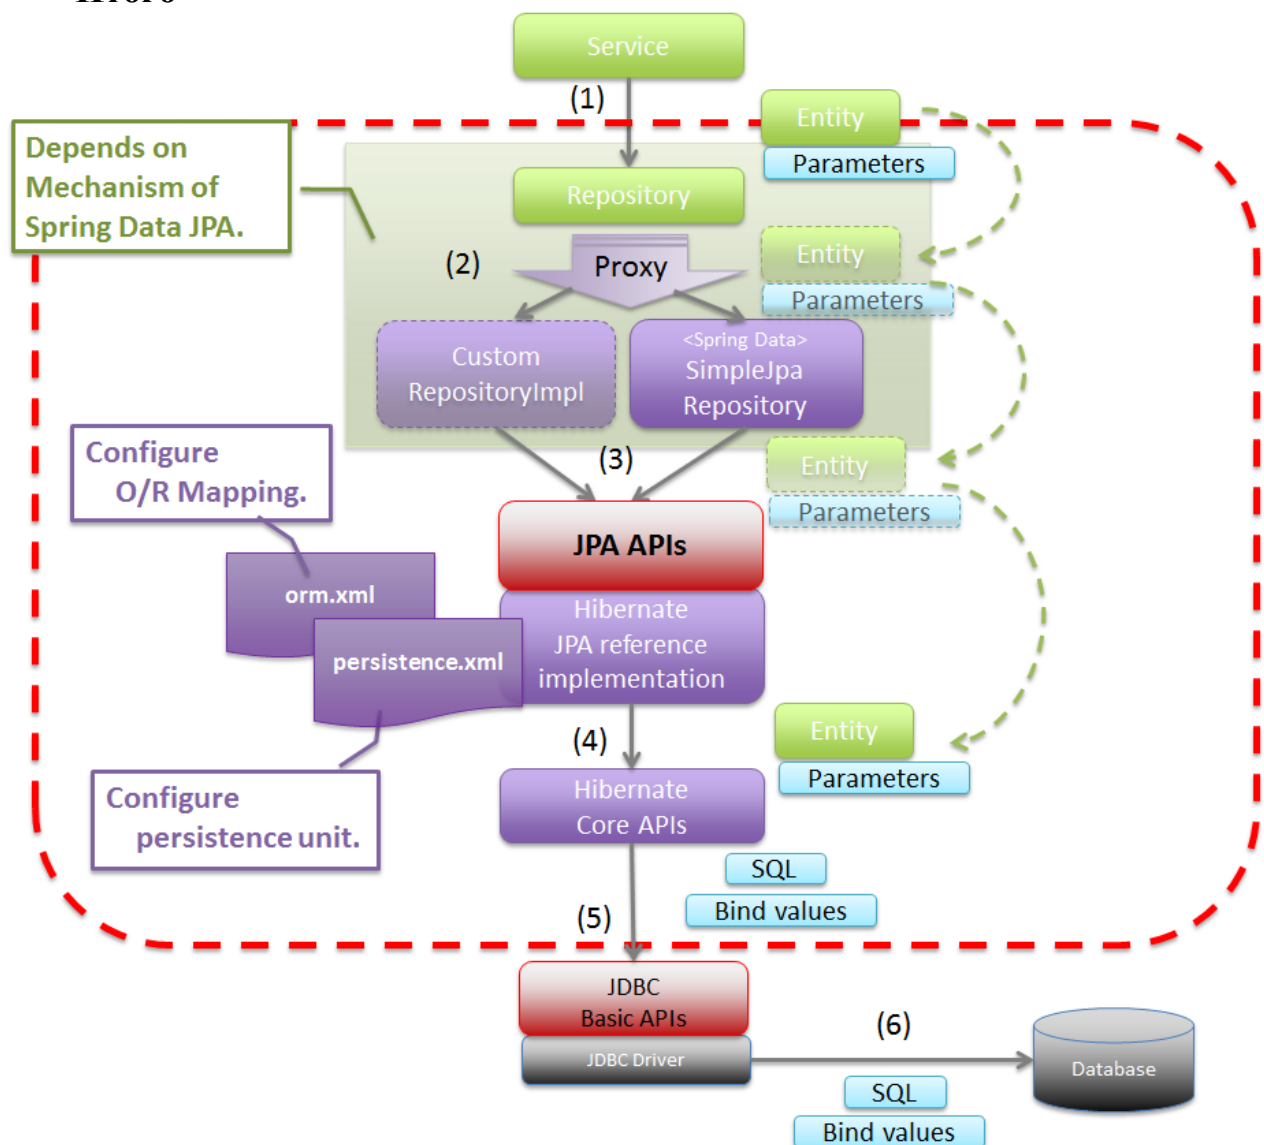 Service
(1)
Entity
Parameters
Depends on
Mechanism of
Spring Data JPA.
Repository
(2)
Proxy
Entity
Parameters
Custom
RepositoryImpl
<Spring Data>
SimpleJpa
Repository
(3)
Entity
Parameters
Configure
O/R Mapping.
JPA APIs
orm.xml
Hibernate
JPA reference
implementation
persistence.xml
(4)
Entity
Parameters
Configure
persistence unit.
Hibernate
Core APIs
SQL
Bind values
(5)
JDBC
Basic APIs
JDBC Driver
(6)
Database
SQL
Bind values